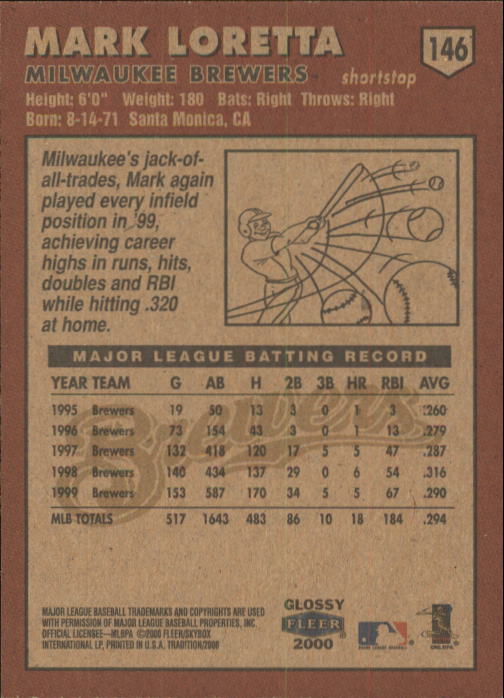 MARK LORETTA
146
MILWAUKEE BREWERS
shortstop
Height: 6'0" Weight: 180 Bats: Right Throws: Right
Born: 8-14-71 Santa Monica, CA
Milwaukee's jack-of-
all-trades, Mark again
played every infield
position in '99,
achieving career
highs in runs, hits,
doubles and RBI
while hitting .320
at home.
MAJOR LEAGUE BATTING RECORD
YEAR TEAM G AB H 2B 3B HR RBI AVG
1995 Brewers 19 50 13 3 0 1 3 .260
1996 Brewers 73 154 43 3 0 1 13 .279
1997 Brewers 132 418 120 17 5 5 47 .287
1998 Brewers 140 434 137 29 0 6 54 .316
1999 Brewers 153 587 170 34 5 5 67 .290
MLB TOTALS 517 1643 483 86 10 18 184 .294
Brewers
MAJOR LEAGUE BASEBALL TRADEMARKS AND COPYRIGHTS ARE USED
WITH PERMISSION OF MAJOR LEAGUE BASEBALL PROPERTIES, INC.
OFFICIAL LICENSEE—MLBPA ©2000 FLEER/SKYBOX
INTERNATIONAL LP, PRINTED IN U.S.A. TRADITION/2000
GLOSSY
FLEER
2000